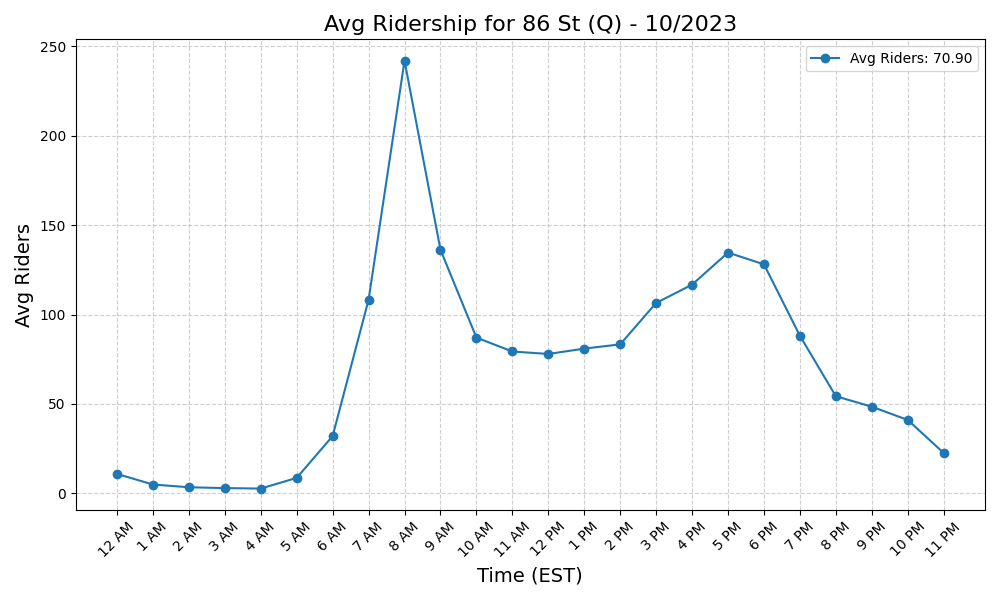 Avg Ridership for 86 St (Q) - 10/2023
Avg Riders: 70.90
Avg Riders
250
200
150
100
50
0
12 AM
1 AM
2 AM
3 AM
4 AM
5 AM
6 AM
7 AM
8 AM
9 AM
10 AM
11 AM
12 PM
1 PM
2 PM
3 PM
4 PM
5 PM
6 PM
7 PM
8 PM
9 PM
10 PM
11 PM
Time (EST)